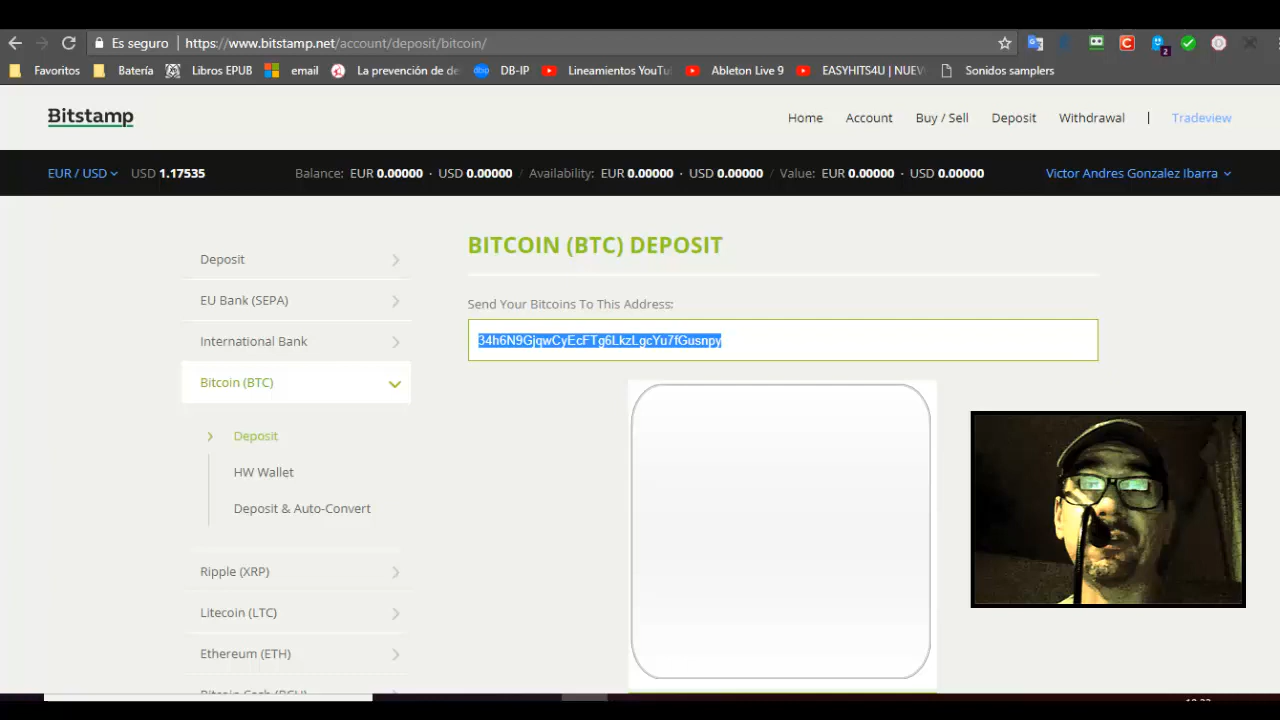 Es seguro | https://www.bitstamp.net/account/deposit/bitcoin/
2
Favoritos Batería Libros EPUB email La prevención de de DB-IP Lineamientos YouTu Ableton Live 9 EASYHITS4U | NUEV Sonidos samplers
Bitstamp
Home Account Buy / Sell Deposit Withdrawal | Tradeview
EUR / USD USD 1.17535 Balance: EUR 0.00000 · USD 0.00000 / Availability: EUR 0.00000 · USD 0.00000 / Value: EUR 0.00000 · USD 0.00000 Victor Andres Gonzalez Ibarra
BITCOIN (BTC) DEPOSIT
Send Your Bitcoins To This Address:
34h6N9GjqwCyEcFTg6LkzLgcYu7fGusnpy
Deposit
EU Bank (SEPA)
International Bank
Bitcoin (BTC)
Deposit
HW Wallet
Deposit & Auto-Convert
Ripple (XRP)
Litecoin (LTC)
Ethereum (ETH)